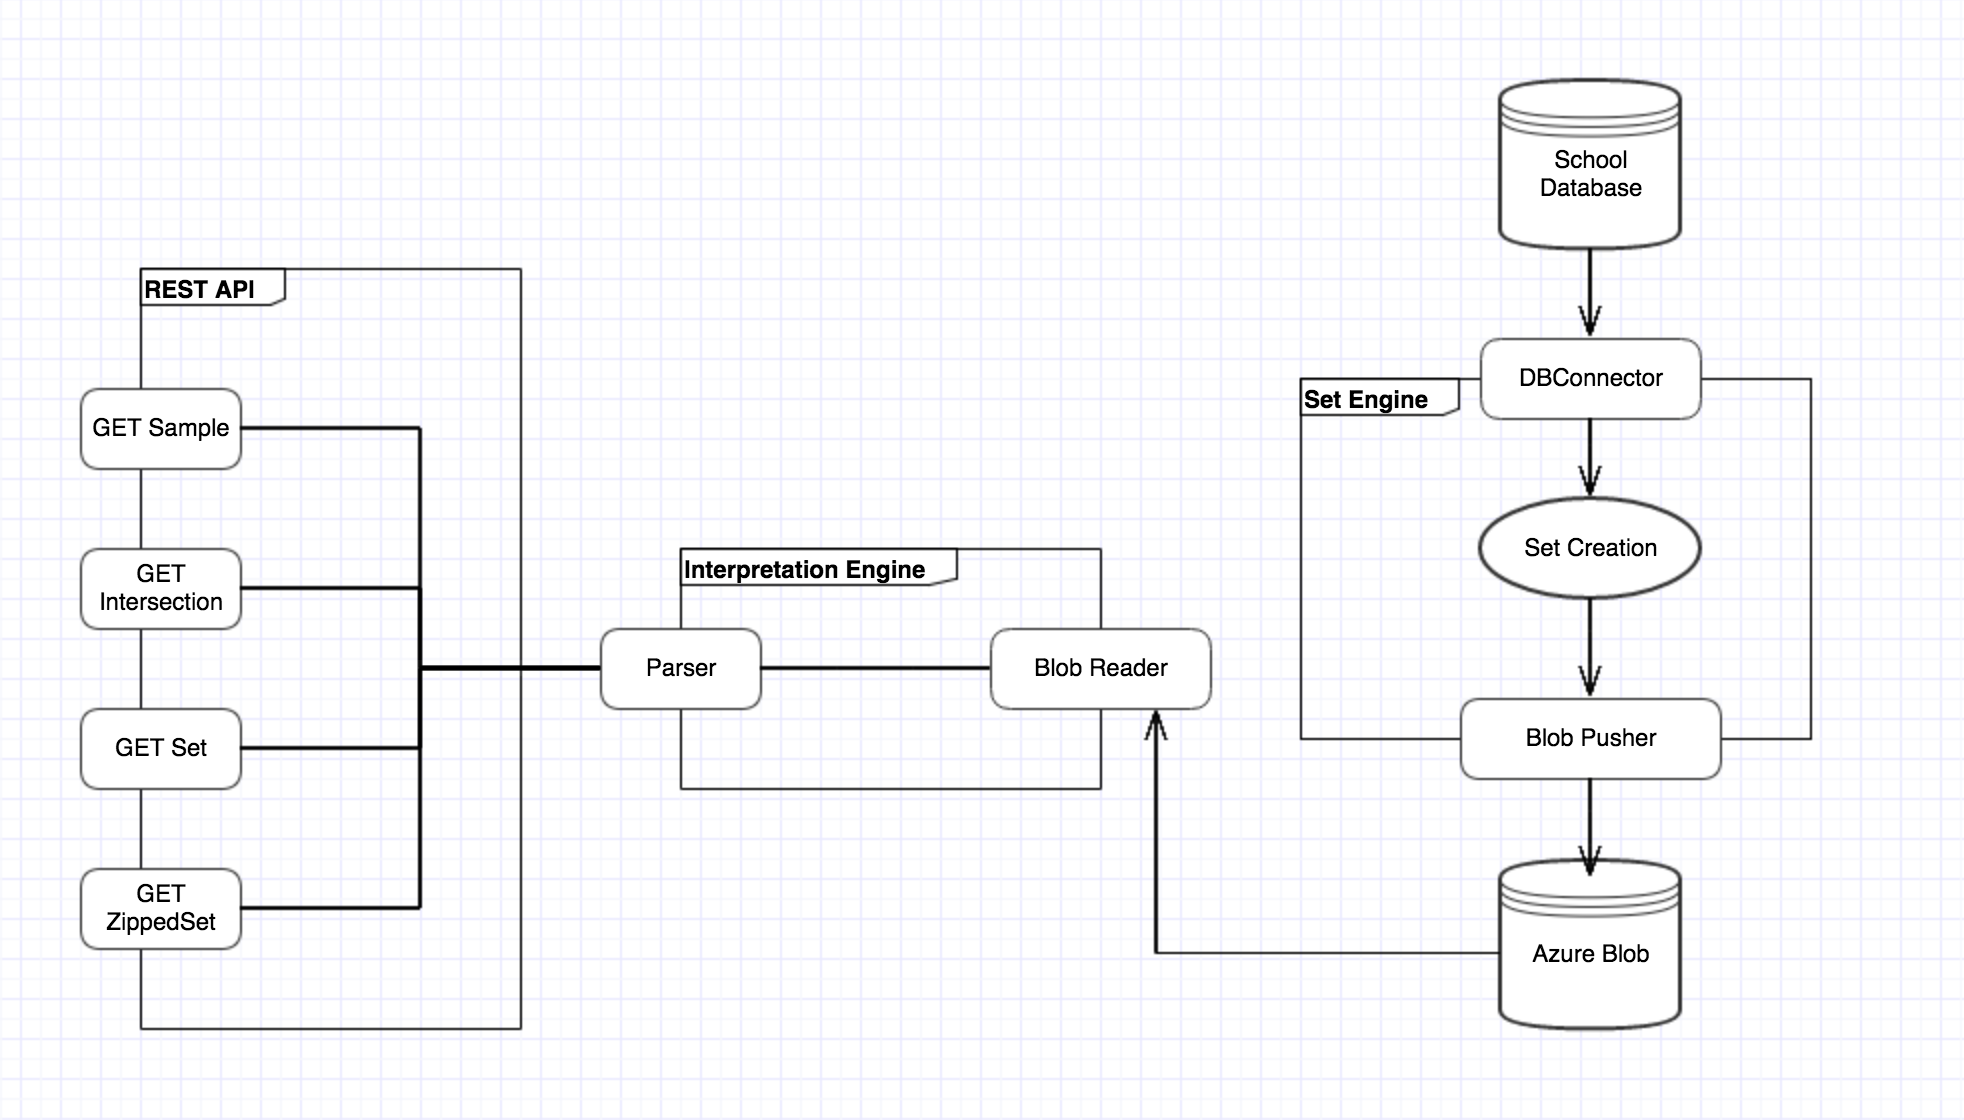 School
Database
REST API
DBConnector
Set Engine
GET Sample
Set Creation
GET
Intersection
Interpretation Engine
Parser
Blob Reader
GET Set
Blob Pusher
GET
ZippedSet
Azure Blob